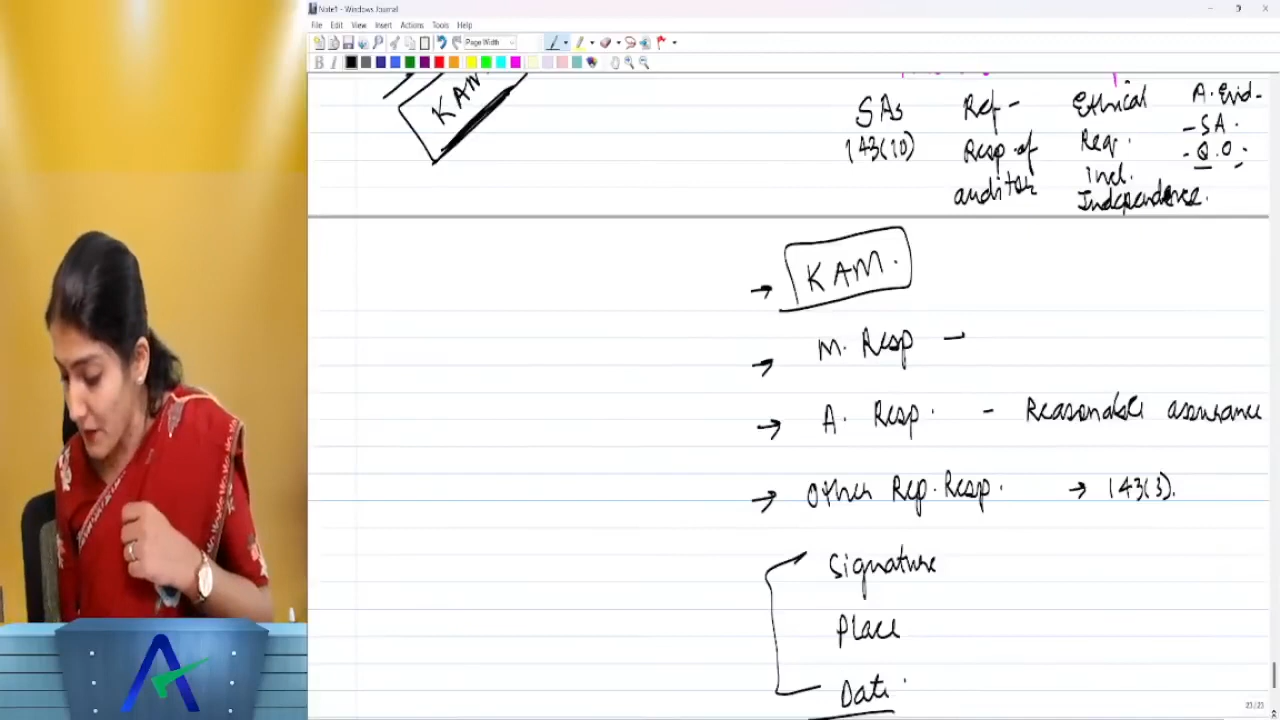 Note1 - Windows Journal
File Edit View Insert Actions Tools Help
Page Width
B I
KAM
SAs Ref- Ethical A. Evid-
143(10) Resp of Req. - SA.
auditor incl. - Q.O.
Independence.
→ KAM.
→ M. Resp -
→ A. Resp. - Reasonable assurance
→ Other Rep. Resp. → 143(3).
Signature
Place
Date.
23/23